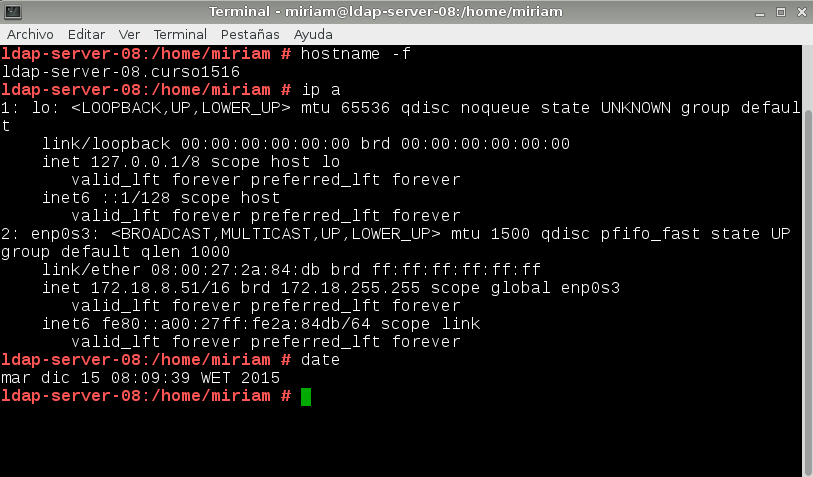 Terminal - miriam@ldap-server-08:/home/miriam
Archivo Editar Ver Terminal Pestañas Ayuda
ldap-server-08:/home/miriam # hostname -f
ldap-server-08.curso1516
ldap-server-08:/home/miriam # ip a
1: lo: <LOOPBACK,UP,LOWER_UP> mtu 65536 qdisc noqueue state UNKNOWN group defaul
t
    link/loopback 00:00:00:00:00:00 brd 00:00:00:00:00:00
    inet 127.0.0.1/8 scope host lo
       valid_lft forever preferred_lft forever
    inet6 ::1/128 scope host
       valid_lft forever preferred_lft forever
2: enp0s3: <BROADCAST,MULTICAST,UP,LOWER_UP> mtu 1500 qdisc pfifo_fast state UP
group default qlen 1000
    link/ether 08:00:27:2a:84:db brd ff:ff:ff:ff:ff:ff
    inet 172.18.8.51/16 brd 172.18.255.255 scope global enp0s3
       valid_lft forever preferred_lft forever
    inet6 fe80::a00:27ff:fe2a:84db/64 scope link
       valid_lft forever preferred_lft forever
ldap-server-08:/home/miriam # date
mar dic 15 08:09:39 WET 2015
ldap-server-08:/home/miriam #